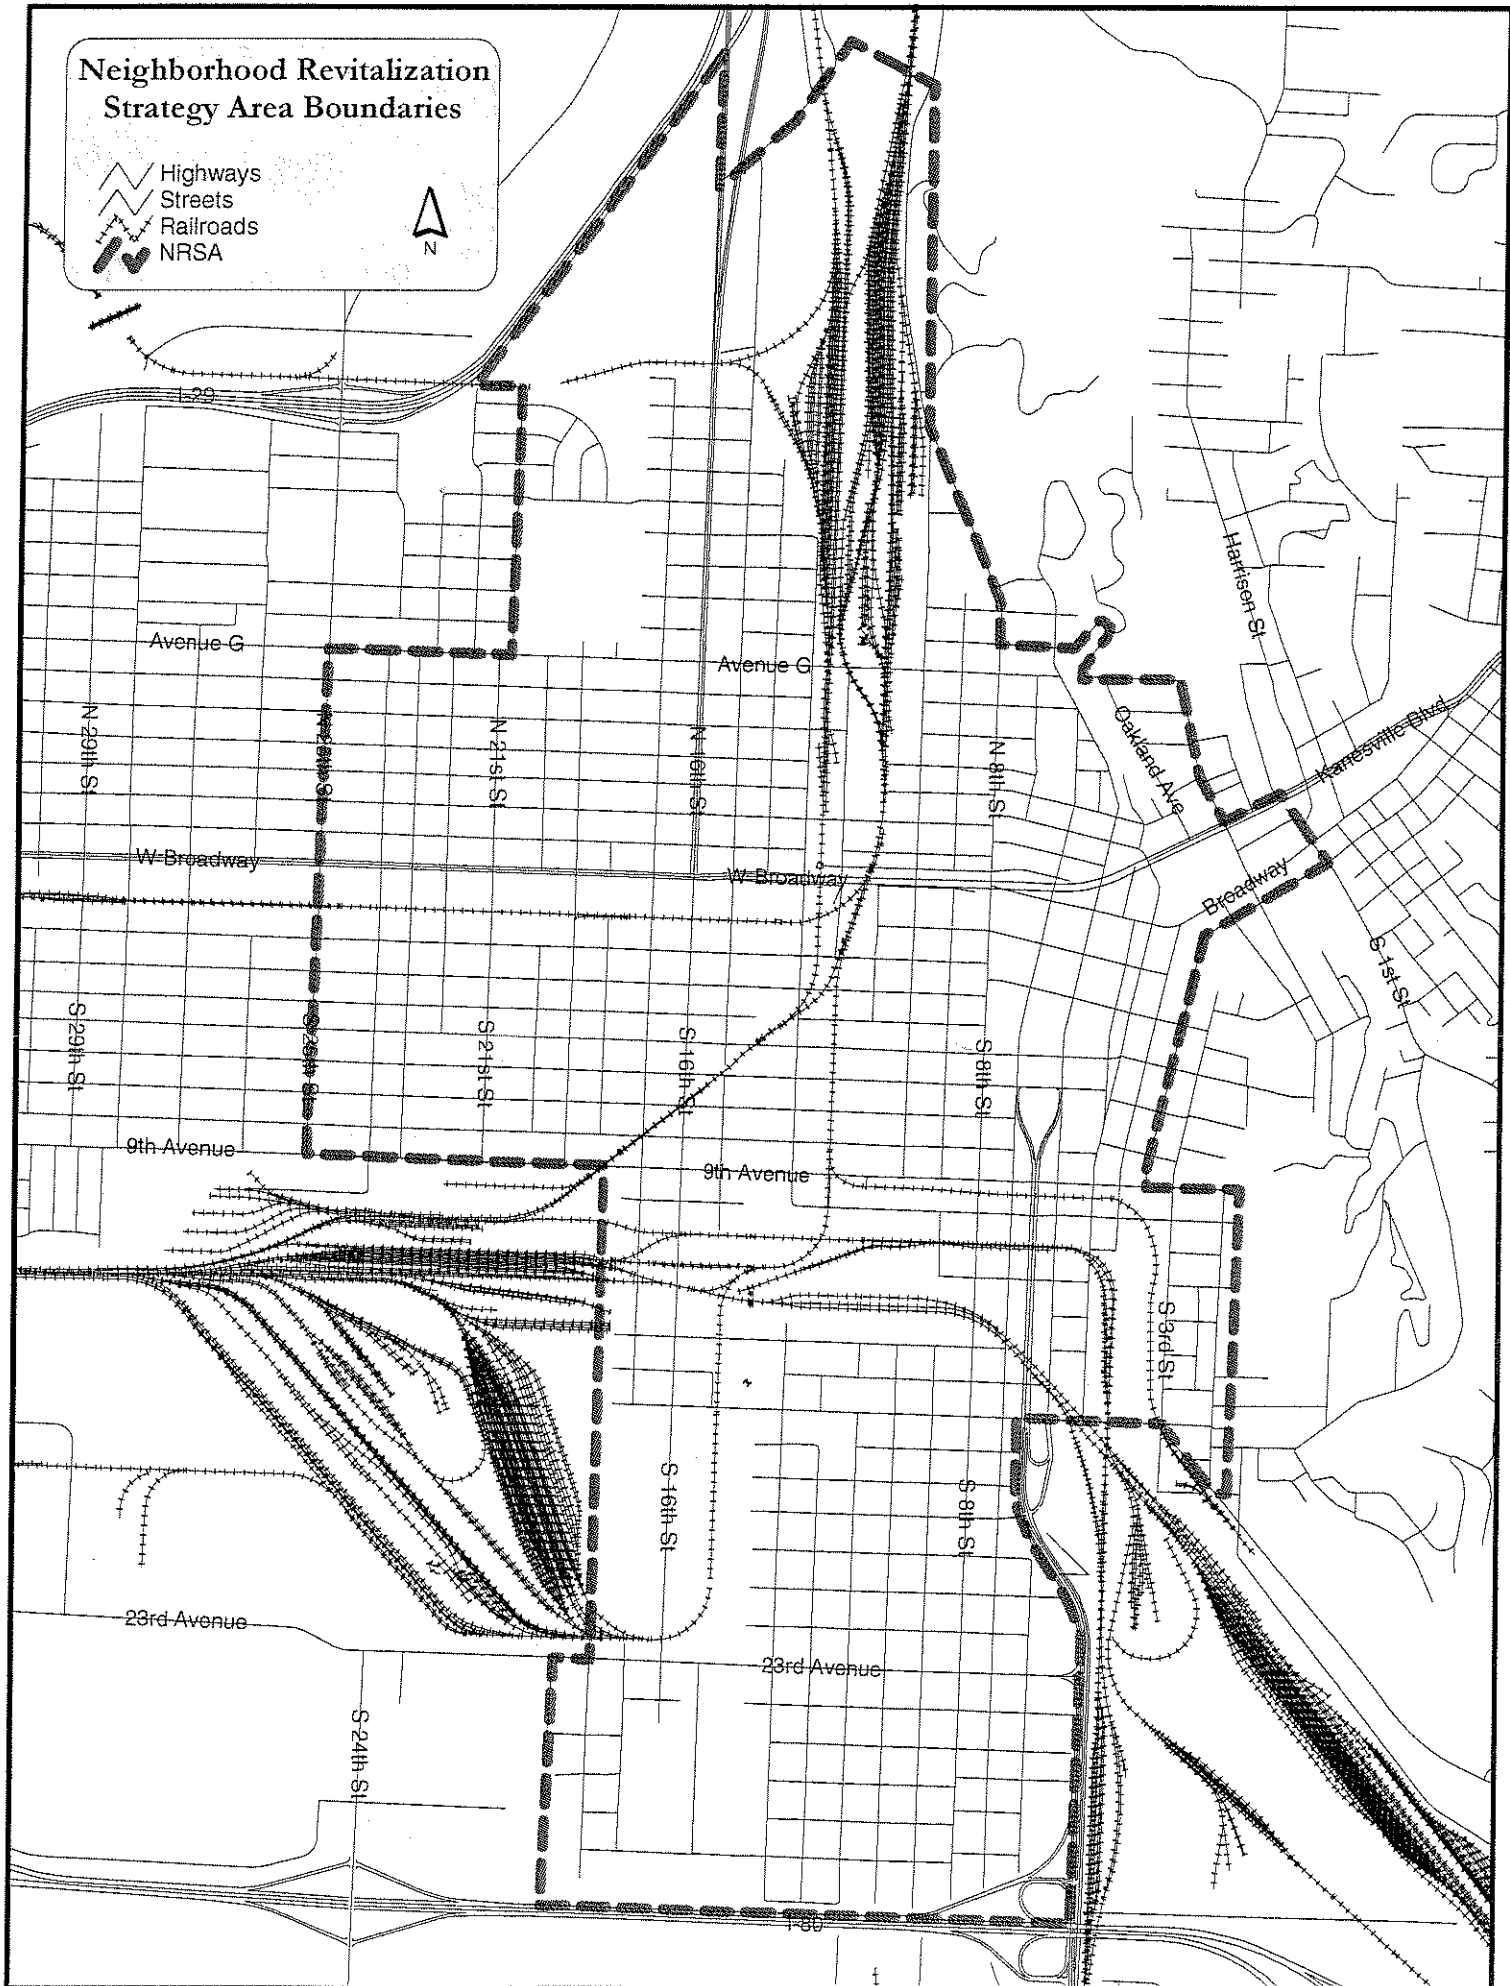 Neighborhood Revitalization
Strategy Area Boundaries
Highways
Streets
Railroads
NRSA
N
I-29
Avenue G
Avenue G
Harrison St
N 29th St
N 21st St
N 16th St
N 8th St
Oakland Ave
Kanesville Blvd
W Broadway
W Broadway
Broadway
S 1st St
S 29th St
S 21st St
S 16th St
S 8th St
9th Avenue
9th Avenue
S 3rd St
S 16th St
S 8th St
23rd Avenue
23rd Avenue
S 24th St
I-80